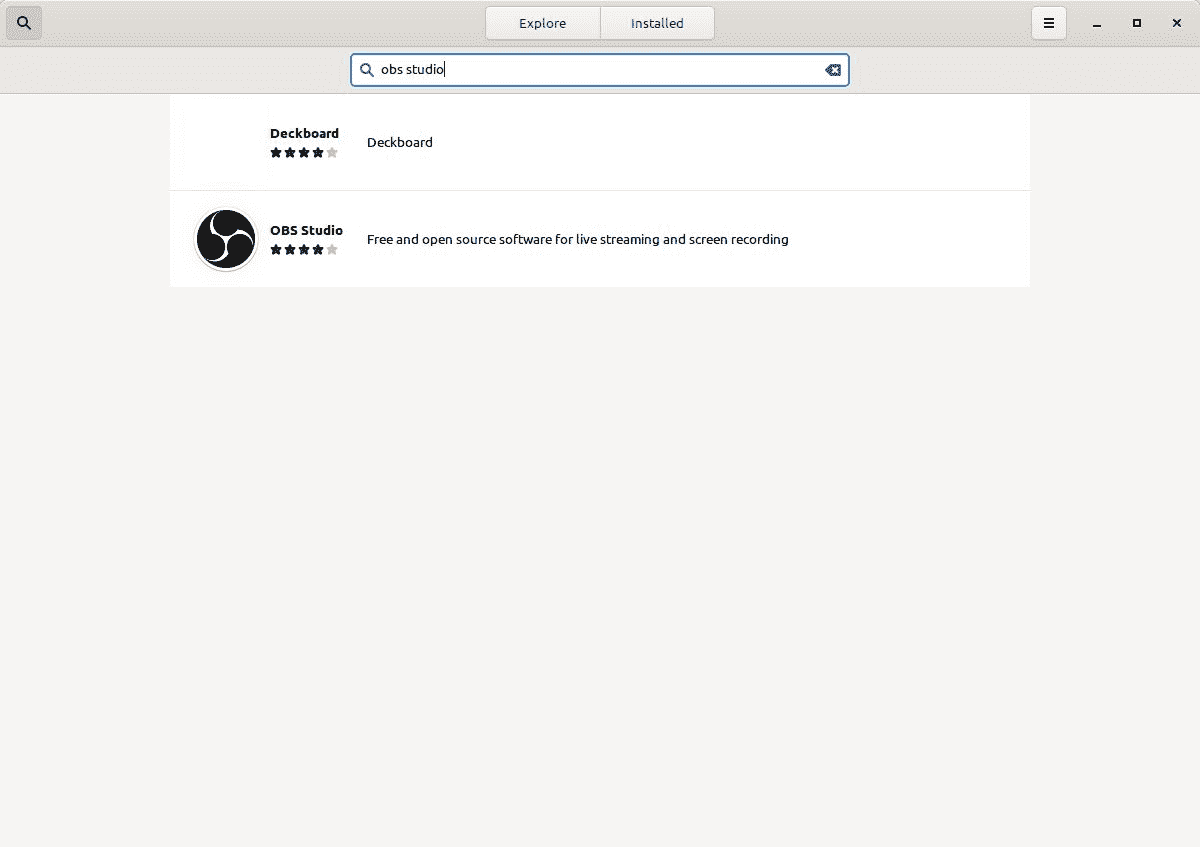 Explore Installed
obs studio
Deckboard
Deckboard
OBS Studio
Free and open source software for live streaming and screen recording